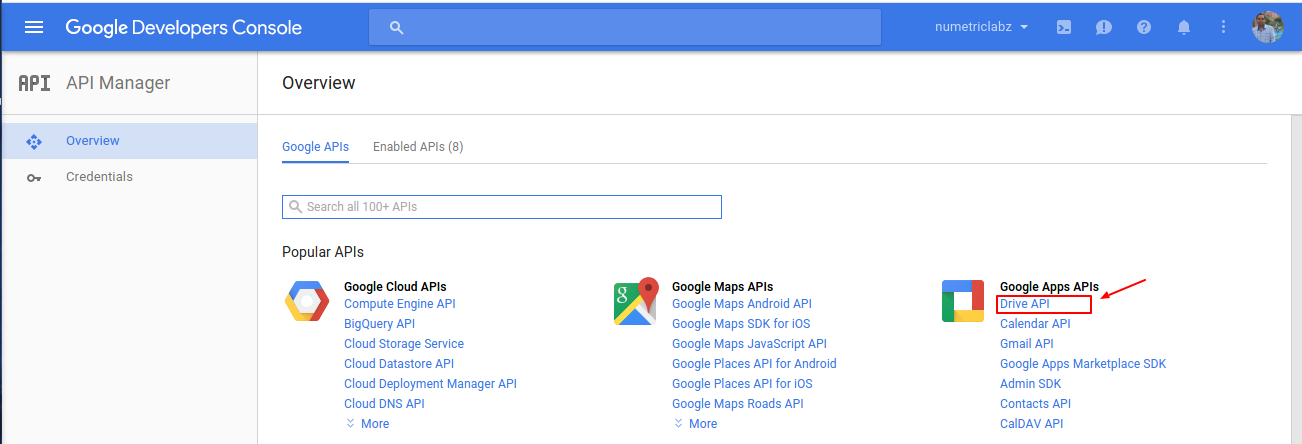 Google Developers Console
numetriclabz
API
API Manager
Overview
Overview
Credentials
Google APIs
Enabled APIs (8)
Search all 100+ APIs
Popular APIs
Google Cloud APIs
Compute Engine API
BigQuery API
Cloud Storage Service
Cloud Datastore API
Cloud Deployment Manager API
Cloud DNS API
More
g
Google Maps APIs
Google Maps Android API
Google Maps SDK for iOS
Google Maps JavaScript API
Google Places API for Android
Google Places API for iOS
Google Maps Roads API
More
Google Apps APIs
Drive API
Calendar API
Gmail API
Google Apps Marketplace SDK
Admin SDK
Contacts API
CalDAV API